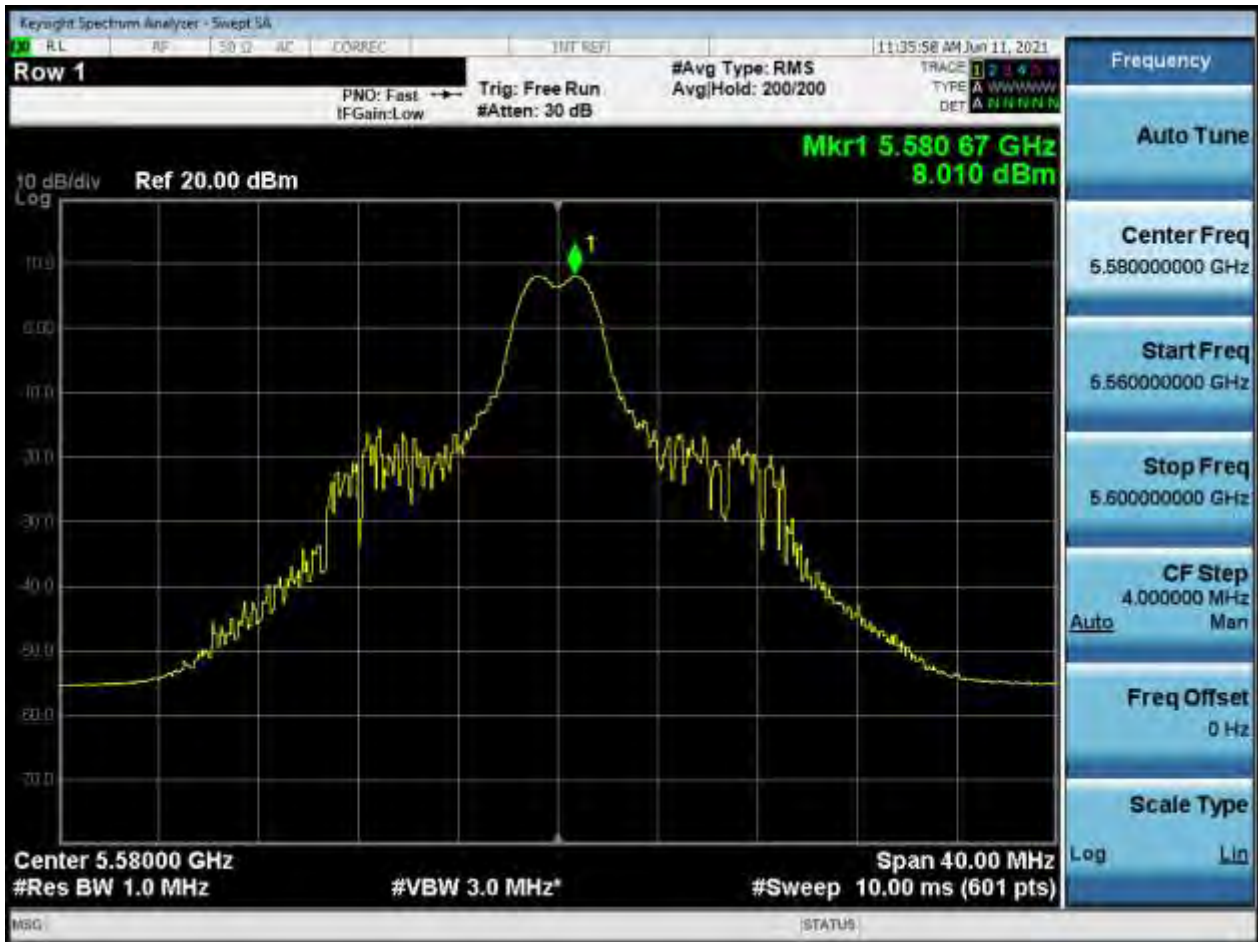 Keysight Spectrum Analyzer - Swept SA
RL RF 50 Ω AC CORREC INT REF 11:35:58 AM Jun 11, 2021
Row 1
PNO: Fast
IFGain:Low
Trig: Free Run
#Atten: 30 dB
#Avg Type: RMS
Avg|Hold: 200/200
TRACE 1 2 3 4 5 6
TYPE A WWWWW
DET A N N N N N
Mkr1 5.580 67 GHz
8.010 dBm
10 dB/div Ref 20.00 dBm
Log
1
10.0
0.00
-10.0
-20.0
-30.0
-40.0
-50.0
-60.0
-70.0
Center 5.58000 GHz
Span 40.00 MHz
#Res BW 1.0 MHz
#VBW 3.0 MHz*
#Sweep 10.00 ms (601 pts)
MSG
STATUS
Frequency
Auto Tune
Center Freq
5.580000000 GHz
Start Freq
5.560000000 GHz
Stop Freq
5.600000000 GHz
CF Step
4.000000 MHz
Auto Man
Freq Offset
0 Hz
Scale Type
Log Lin